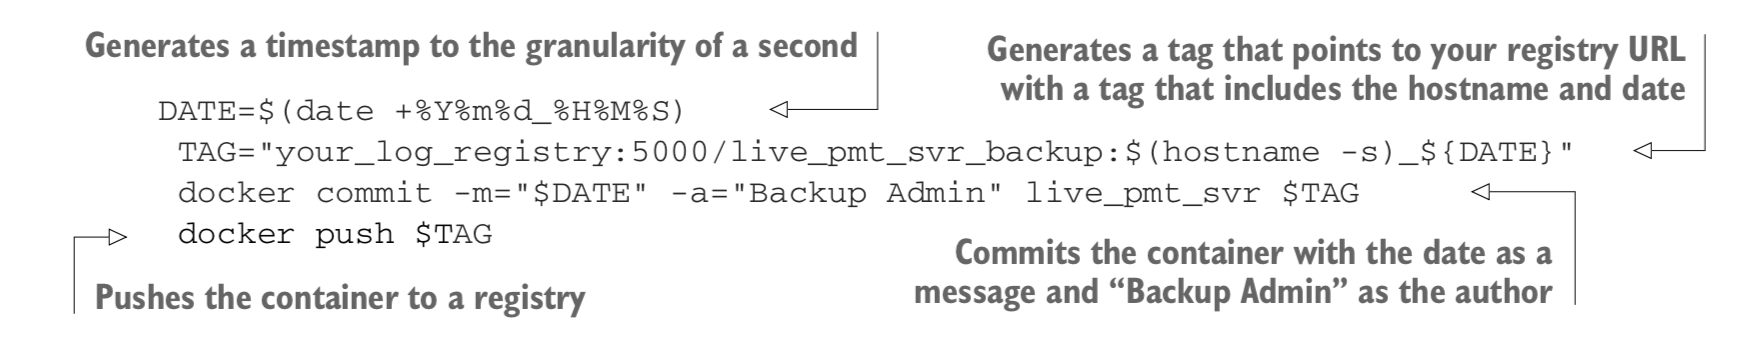 Generates a timestamp to the granularity of a second
Generates a tag that points to your registry URL
with a tag that includes the hostname and date
DATE=$(date +%Y%m%d_%H%M%S)
TAG="your_log_registry:5000/live_pmt_svr_backup:$(hostname -s)_${DATE}"
docker commit -m="$DATE" -a="Backup Admin" live_pmt_svr $TAG
docker push $TAG
Commits the container with the date as a
message and “Backup Admin” as the author
Pushes the container to a registry